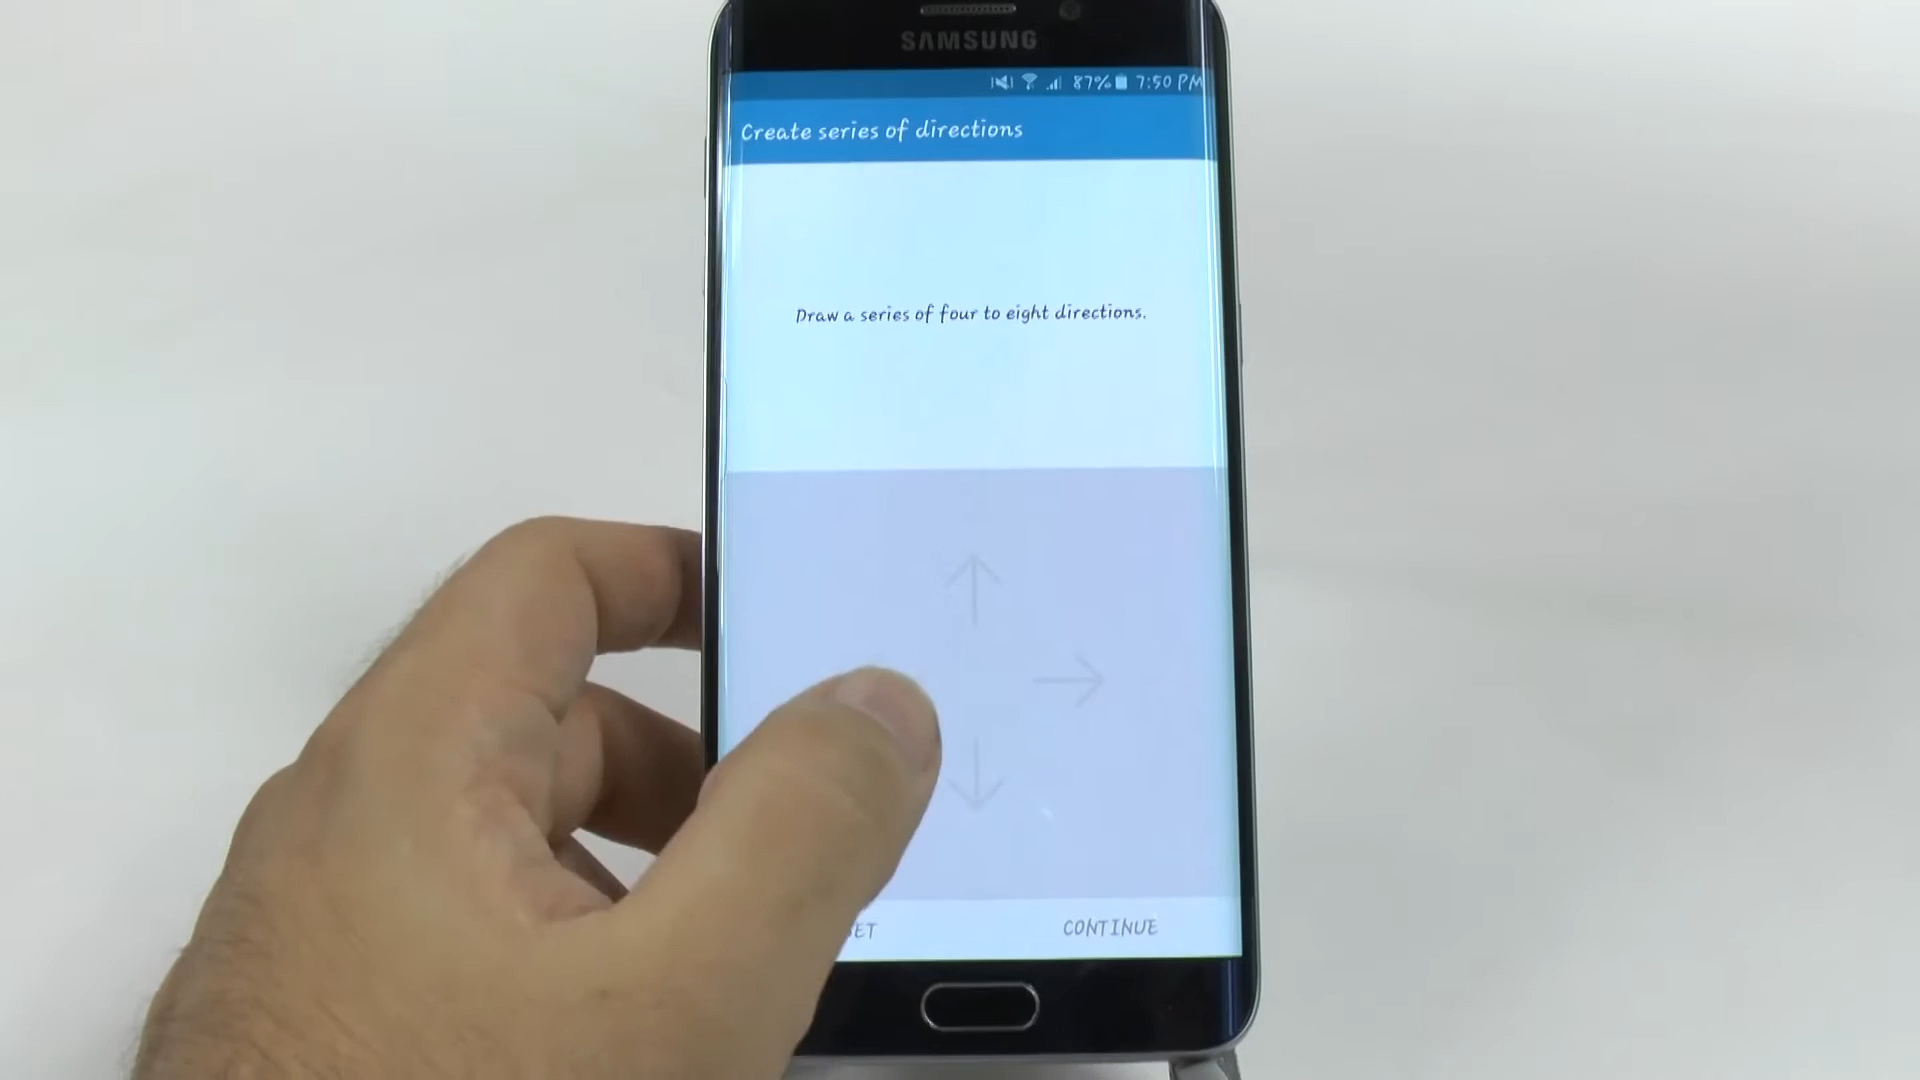 SAMSUNG
87% 7:50 PM
Create series of directions
Draw a series of four to eight directions.
CONTINUE